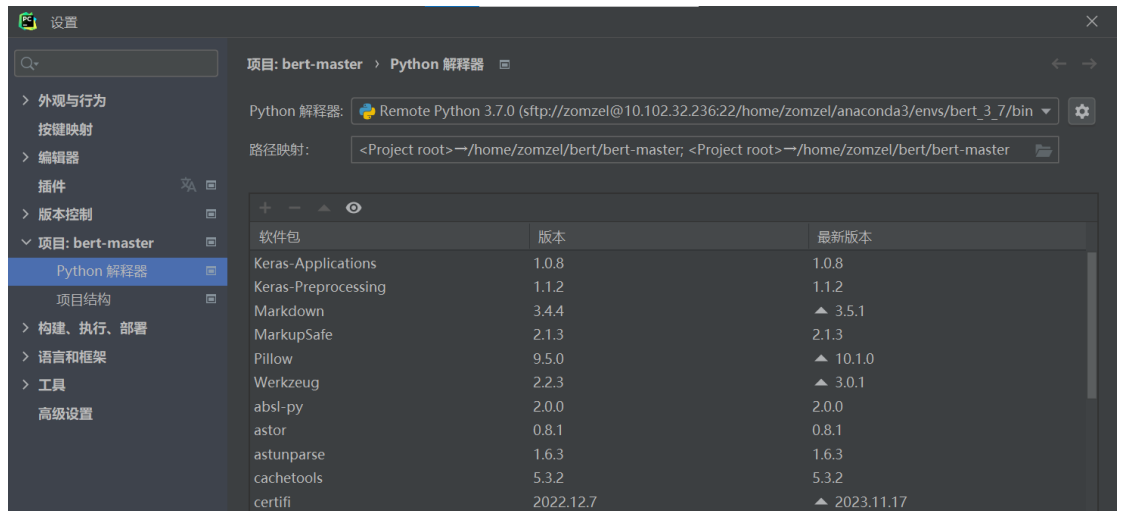 PC
设置
外观与行为
按键映射
编辑器
插件
版本控制
项目: bert-master
Python 解释器
项目结构
构建、执行、部署
语言和框架
工具
高级设置
项目: bert-master › Python 解释器
Python 解释器: Remote Python 3.7.0 (sftp://zomzel@10.102.32.236:22/home/zomzel/anaconda3/envs/bert_3_7/bin
路径映射: <Project root>→/home/zomzel/bert/bert-master; <Project root>→/home/zomzel/bert/bert-master
软件包 版本 最新版本
Keras-Applications 1.0.8 1.0.8
Keras-Preprocessing 1.1.2 1.1.2
Markdown 3.4.4 ▲ 3.5.1
MarkupSafe 2.1.3 2.1.3
Pillow 9.5.0 ▲ 10.1.0
Werkzeug 2.2.3 ▲ 3.0.1
absl-py 2.0.0 2.0.0
astor 0.8.1 0.8.1
astunparse 1.6.3 1.6.3
cachetools 5.3.2 5.3.2
certifi 2022.12.7 ▲ 2023.11.17